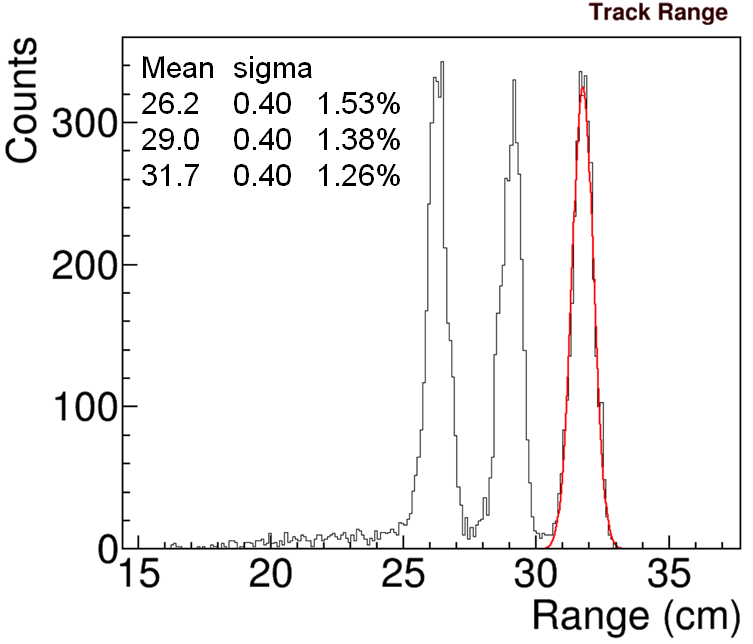 Track Range
Counts
Mean sigma
26.2 0.40 1.53%
29.0 0.40 1.38%
31.7 0.40 1.26%
300
200
100
0
15 20 25 30 35
Range (cm)